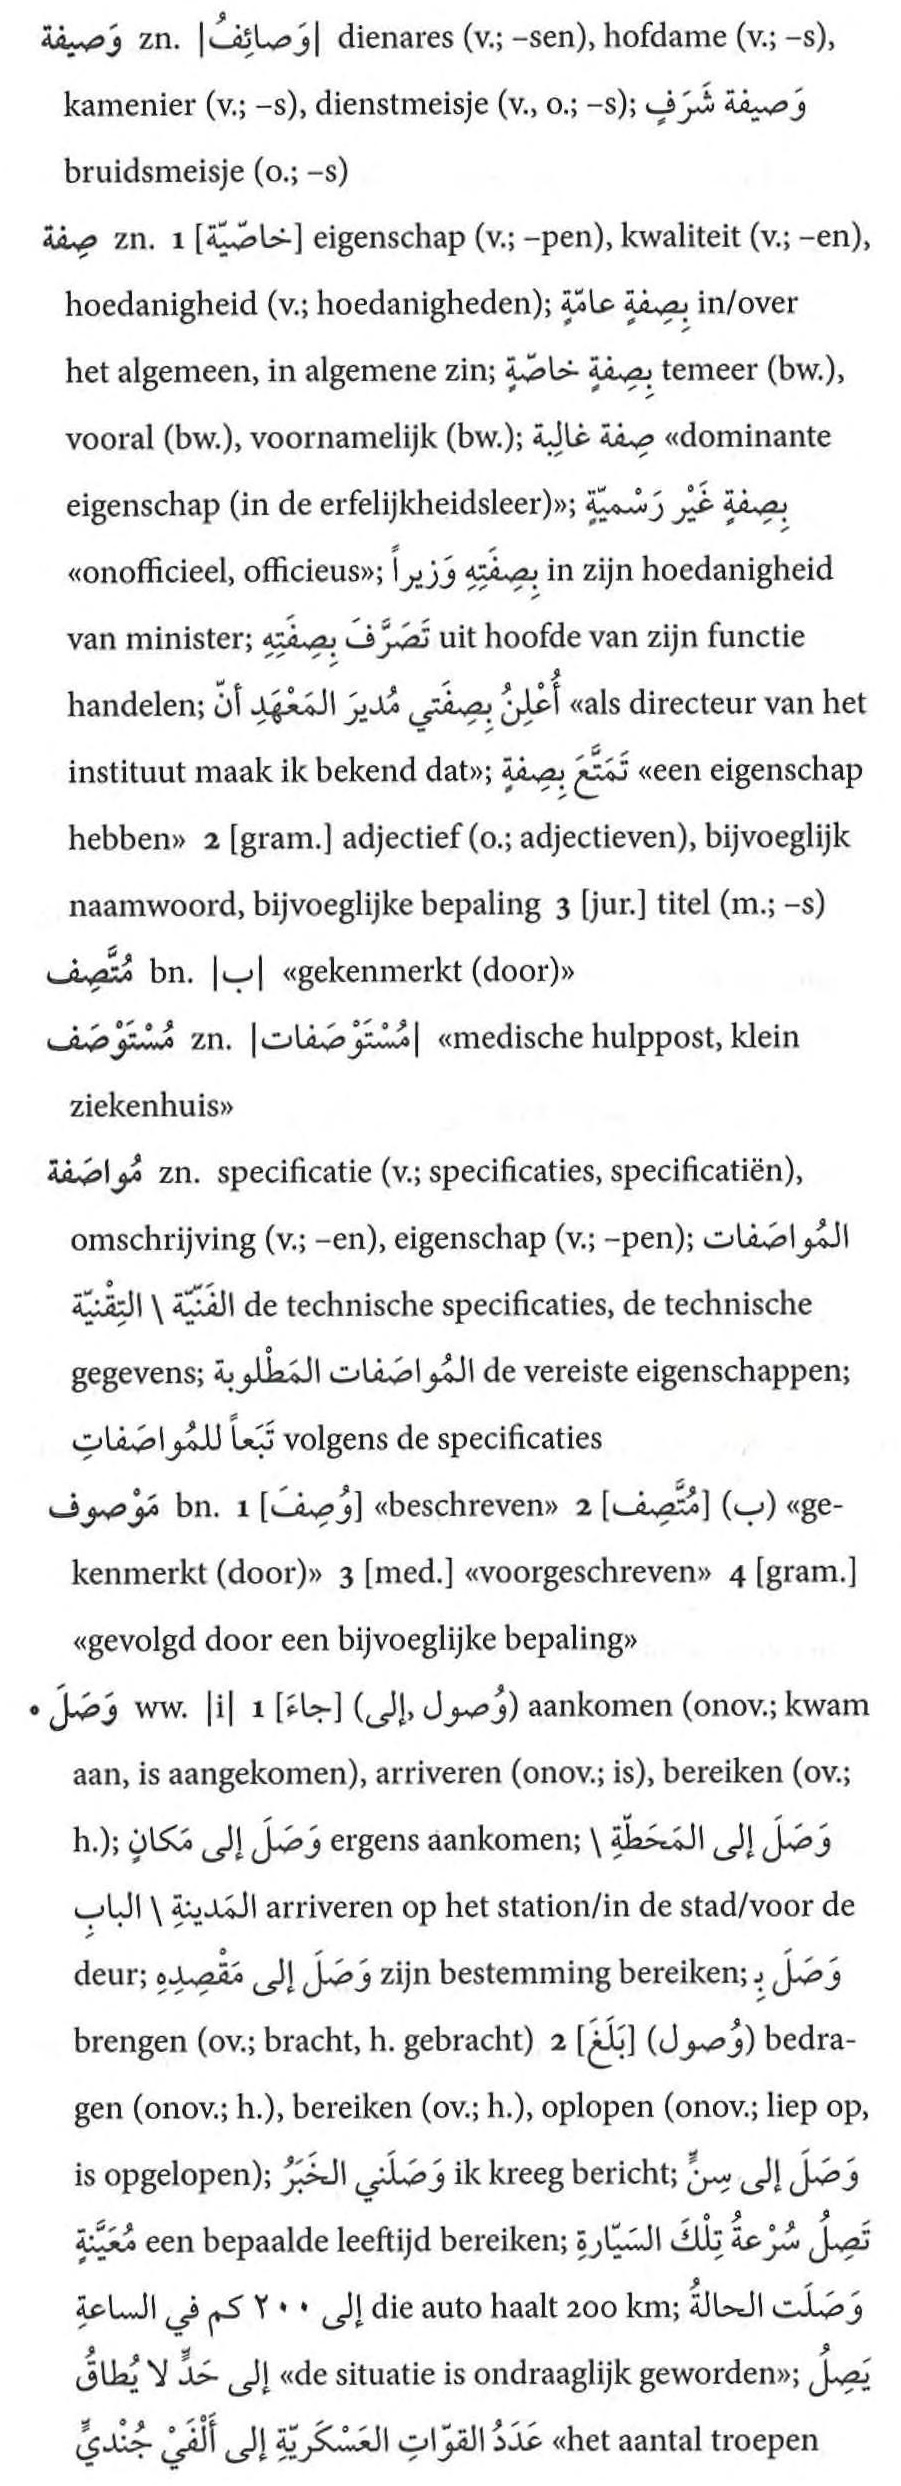 وَصيفة zn. |وَصائِفُ| dienares (v.; –sen), hofdame (v.; –s),
kamenier (v.; –s), dienstmeisje (v., o.; –s); وَصيفة شَرَفٍ
bruidsmeisje (o.; –s)
صِفة zn. 1 [خاصّيّة] eigenschap (v.; –pen), kwaliteit (v.; –en),
hoedanigheid (v.; hoedanigheden); بِصِفةٍ عامّةٍ in/over
het algemeen, in algemene zin; بِصِفةٍ خاصّةٍ temeer (bw.),
vooral (bw.), voornamelijk (bw.); صِفة غالِبة «dominante
eigenschap (in de erfelijkheidsleer)»; بِصِفةٍ غَيْر رَسْميّةٍ
«onofficieel, officieus»; بِصِفَتِهِ وَزيراً in zijn hoedanigheid
van minister; تَصَرَّفَ بِصِفَتِهِ uit hoofde van zijn functie
handelen; أُعْلِنُ بِصِفَتي مُديرَ المَعْهَدِ أنّ «als directeur van het
instituut maak ik bekend dat»; تَمَتَّعَ بِصِفةٍ «een eigenschap
hebben» 2 [gram.] adjectief (o.; adjectieven), bijvoeglijk
naamwoord, bijvoeglijke bepaling 3 [jur.] titel (m.; –s)
مُتَّصِف bn. |ب| «gekenmerkt (door)»
مُسْتَوْصَف zn. |مُسْتَوْصَفات| «medische hulppost, klein
ziekenhuis»
مُواصَفة zn. specificatie (v.; specificaties, specificatiën),
omschrijving (v.; –en), eigenschap (v.; –pen); المُواصَفات
الفَنّيّة \ التِقْنيّة de technische specificaties, de technische
gegevens; المُواصَفات المَطْلوبة de vereiste eigenschappen;
تَبَعاً للمُواصَفاتِ volgens de specificaties
مَوْصوف bn. 1 [وُصِفَ] «beschreven» 2 [مُتَّصِف] (ب) «ge-
kenmerkt (door)» 3 [med.] «voorgeschreven» 4 [gram.]
«gevolgd door een bijvoeglijke bepaling»
• وَصَلَ ww. |i| 1 [جاءَ] (وُصول, إلى) aankomen (onov.; kwam
aan, is aangekomen), arriveren (onov.; is), bereiken (ov.;
h.); وَصَلَ إلى مَكانٍ ergens aankomen; وَصَلَ إلى المَحَطّةِ \
المَدينةِ \ البابِ arriveren op het station/in de stad/voor de
deur; وَصَلَ إلى مَقْصِدِهِ zijn bestemming bereiken; وَصَلَ بِ
brengen (ov.; bracht, h. gebracht) 2 [بَلَغَ] (وُصول) bedra-
gen (onov.; h.), bereiken (ov.; h.), oplopen (onov.; liep op,
is opgelopen); وَصَلَني الخَبَرُ ik kreeg bericht; وَصَلَ إلى سِنٍّ
مُعَيَّنةٍ een bepaalde leeftijd bereiken; تَصِلُ سُرْعةُ تِلْكَ السَيّارةِ
إلى ٢٠٠ كم في الساعةِ die auto haalt 200 km; وَصَلَت الحالةُ
إلى حَدٍّ لا يُطاقُ «de situatie is ondraaglijk geworden»; يَصِلُ
عَدَدُ القوّاتِ العَسْكَريّةِ إلى أَلْفَيْ جُنْديٍّ «het aantal troepen